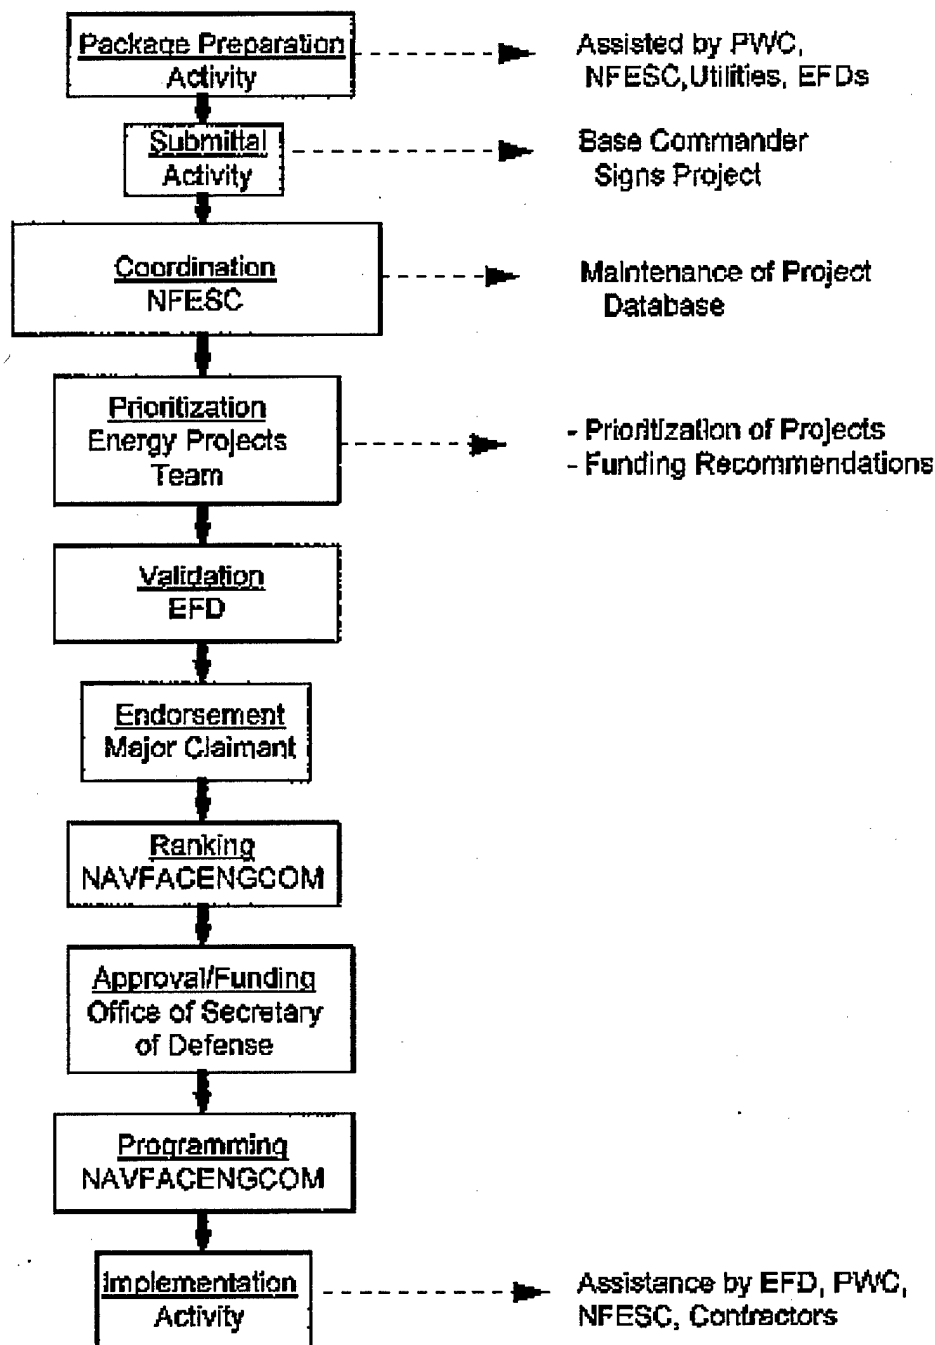 Package Preparation
Activity
Assisted by PWC,
NFESC,Utilities, EFDs
Submittal
Activity
Base Commander
Signs Project
Coordination
NFESC
Maintenance of Project
Database
Prioritization
Energy Projects
Team
- Prioritization of Projects
- Funding Recommendations
Validation
EFD
Endorsement
Major Claimant
Ranking
NAVFACENGCOM
Approval/Funding
Office of Secretary
of Defense
Programming
NAVFACENGCOM
Implementation
Activity
Assistance by EFD, PWC,
NFESC, Contractors